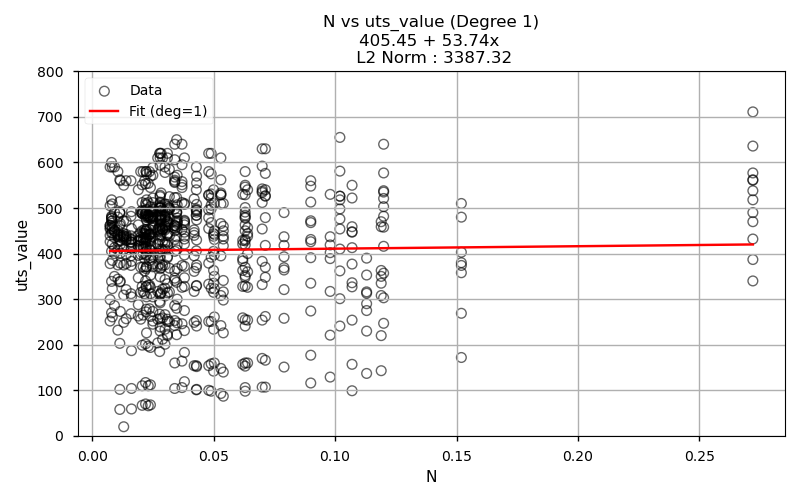 N vs uts_value (Degree 1)
405.45 + 53.74x
L2 Norm : 3387.32
800
700
600
500
400
300
200
100
0
uts_value
Data
Fit (deg=1)
0.00
0.05
0.10
0.15
0.20
0.25
N